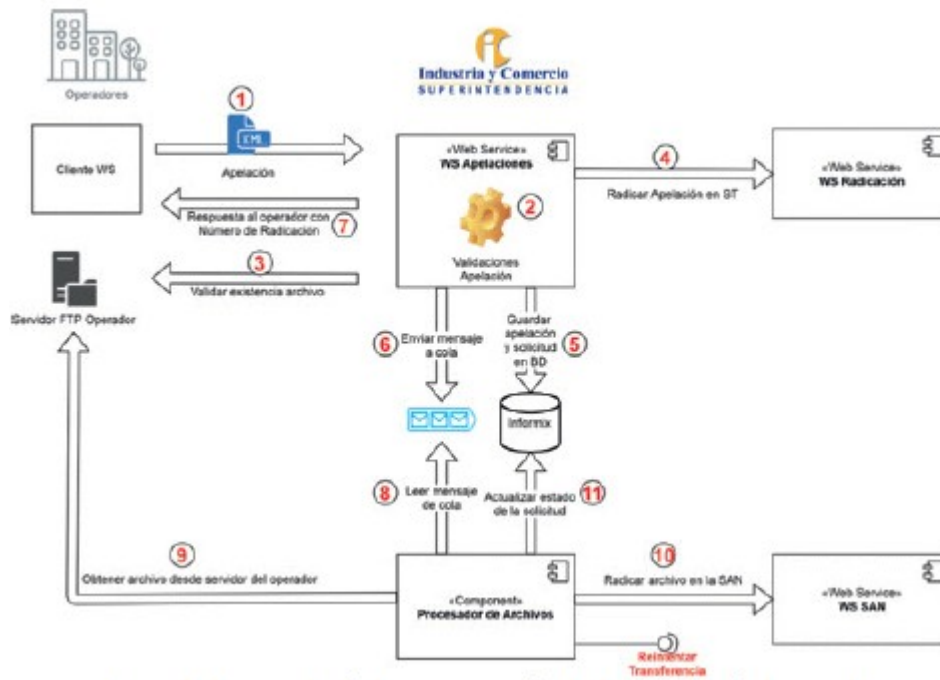 Operadores
Industria y Comercio
SUPERINTENDENCIA
1
XML
Cliente WS
Apelación
«Web Service»
WS Apelaciones
2
Validaciones
Apelación
4
Radicar Apelación en ST
«Web Service»
WS Radicación
Respuesta al operador con
Número de Radicación
7
3
Validar existencia archivo
Servidor FTP Operador
6
Enviar mensaje
a cola
Guardar
apelación
y solicitud
en BD
5
Informix
8
Leer mensaje
de cola
Actualizar estado
de la solicitud
11
9
Obtener archivo desde servidor del operador
«Component»
Procesador de Archivos
10
Radicar archivo en la SAN
«Web Service»
WS SAN
Reintentar
Transferencia